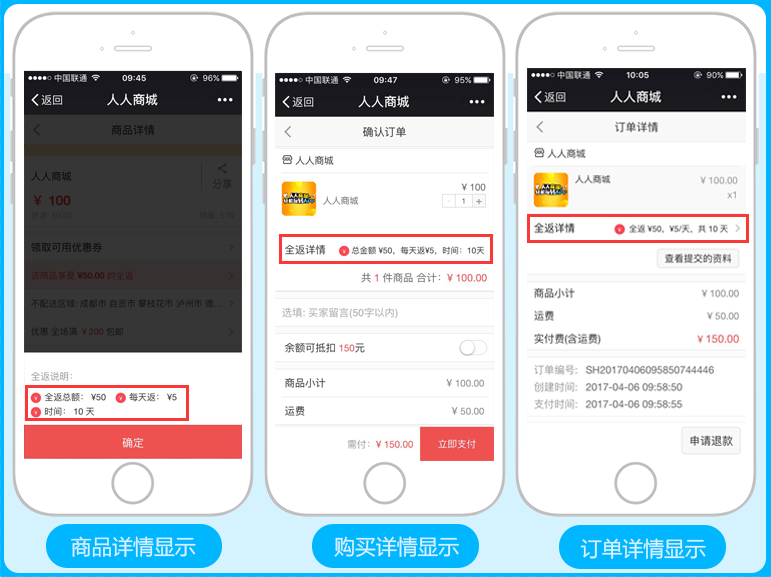 中国联通 09:45 96%
返回 人人商城 •••
商品详情
人人商城
分享
¥ 100
领取可用优惠券
该商品享受 ¥50.00 的全返
不配送区域: 成都市 自贡市 攀枝花市 泸州市 德...
优惠 全场满 ¥200 包邮
全返说明:
全返总额: ¥50 每天返: ¥5
时间: 10 天
确定
商品详情显示
中国联通 09:47 95%
返回 人人商城 •••
确认订单
人人商城
¥ 100
人人商城
- 1 +
全返详情 总金额 ¥50, 每天返¥5, 时间: 10天
共 1 件商品 合计: ¥ 100.00
选填: 买家留言(50字以内)
余额可抵扣 150元
商品小计 ¥ 100.00
运费 ¥ 50.00
需付: ¥ 150.00 立即支付
购买详情显示
中国联通 10:05 90%
返回 人人商城 •••
订单详情
人人商城
人人商城 ¥ 100.00
x1
全返详情 全返 ¥50, ¥5/天, 共 10 天
查看提交的资料
商品小计 ¥ 100.00
运费 ¥ 50.00
实付费(含运费) ¥ 150.00
订单编号: SH20170406095850744446
创建时间: 2017-04-06 09:58:50
支付时间: 2017-04-06 09:58:55
申请退款
订单详情显示